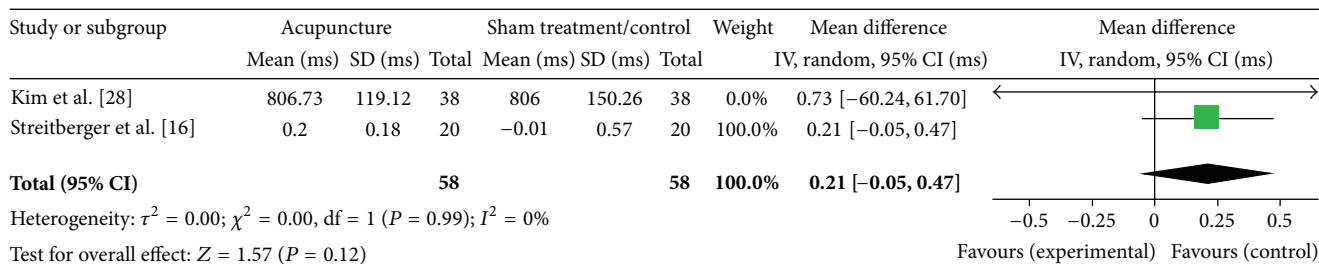 Study or subgroup Acupuncture Sham treatment/control Weight Mean difference Mean difference
Mean (ms) SD (ms) Total Mean (ms) SD (ms) Total IV, random, 95% CI (ms) IV, random, 95% CI (ms)
Kim et al. [28] 806.73 119.12 38 806 150.26 38 0.0% 0.73 [−60.24, 61.70]
Streitberger et al. [16] 0.2 0.18 20 −0.01 0.57 20 100.0% 0.21 [−0.05, 0.47]
Total (95% CI) 58 58 100.0% 0.21 [−0.05, 0.47]
Heterogeneity: τ² = 0.00; χ² = 0.00, df = 1 (P = 0.99); I² = 0%
−0.5 −0.25 0 0.25 0.5
Test for overall effect: Z = 1.57 (P = 0.12) Favours (experimental) Favours (control)